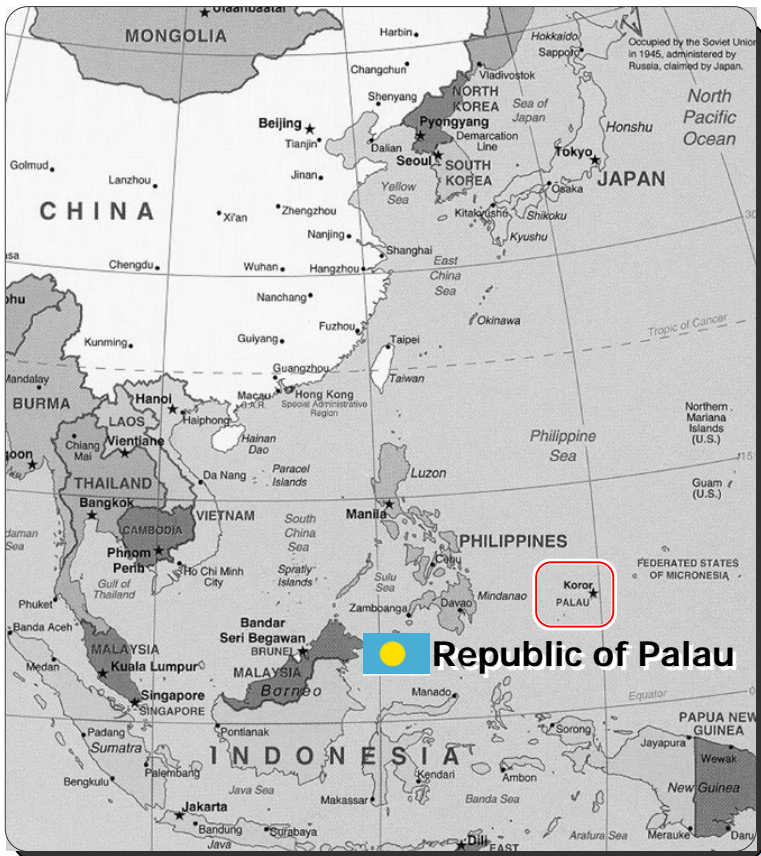 Ulaanbaatar
MONGOLIA
Harbin
Changchun
Shenyang
Vladivostok
Hokkaido
Sapporo
Occupied by the Soviet Union
in 1945, administered by
Russia, claimed by Japan.
North
Pacific
Ocean
NORTH
KOREA
Sea of
Japan
Honshu
Beijing
Tianjin
Pyongyang
Dalian
Demarcation
Line
Seoul
SOUTH
KOREA
Tokyo
JAPAN
Osaka
Golmud
Lanzhou
Jinan
Yellow
Sea
CHINA
Xi'an
Zhengzhou
Kitakyushu
Shikoku
Kyushu
30
Nanjing
Shanghai
East
China
Sea
Chengdu
Wuhan
Hangzhou
Nanchang
Okinawa
Tropic of Cancer
Fuzhou
Kunming
Guiyang
Taipei
Taiwan
Guangzhou
Mandalay
BURMA
Hanoi
Macau
S.A.R.
Hong Kong
Special Administrative
Region
Haiphong
LAOS
Vientiane
Chiang
Mai
Hainan
Dao
Philippine
Sea
Northern
Mariana
Islands
(U.S.)
15
Guam
(U.S.)
Luzon
Da Nang
Paracel
Islands
THAILAND
Bangkok
VIETNAM
Manila
CAMBODIA
Phnom
Penh
South
China
Sea
PHILIPPINES
Cebu
Ho Chi Minh
City
Gulf of
Thailand
Spratly
Islands
Sulu
Sea
Mindanao
Koror
PALAU
FEDERATED STATES
OF MICRONESIA
Phuket
Zamboanga
Davao
Banda Aceh
Bandar
Seri Begawan
BRUNEI
Republic of Palau
MALAYSIA
Medan
Kuala Lumpur
MALAYSIA
Borneo
Singapore
SINGAPORE
Manado
Equator
0
PAPUA NEW
GUINEA
Padang
Sumatra
Pontianak
Sorong
Jayapura
Wewak
INDONESIA
Palembang
Bengkulu
Kendari
Ambon
New Guinea
Java Sea
Makassar
Banda Sea
Jakarta
Bandung
Surabaya
Java
Dili
EAST
Arafura Sea
Merauke
Daru